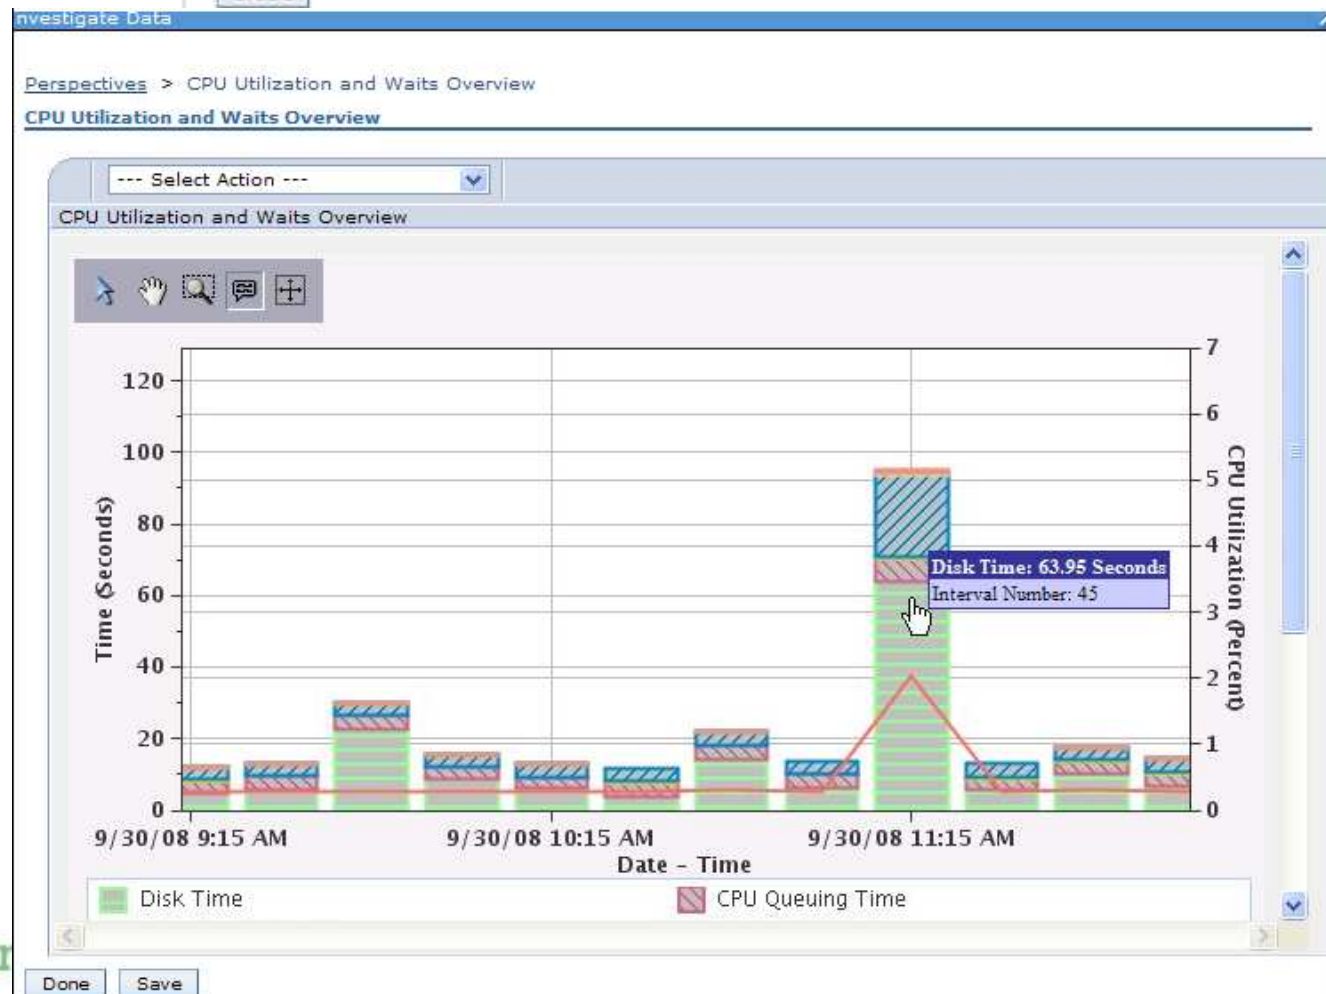 nvestigate Data
Perspectives > CPU Utilization and Waits Overview
CPU Utilization and Waits Overview
--- Select Action ---
CPU Utilization and Waits Overview
7
120
6
100
5
80
4
Disk Time: 63.95 Seconds
Interval Number: 45
60
3
40
2
20
1
0
0
Time (Seconds)
CPU Utilization (Percent)
9/30/08 9:15 AM 9/30/08 10:15 AM 9/30/08 11:15 AM
Date - Time
Disk Time CPU Queuing Time
Done Save